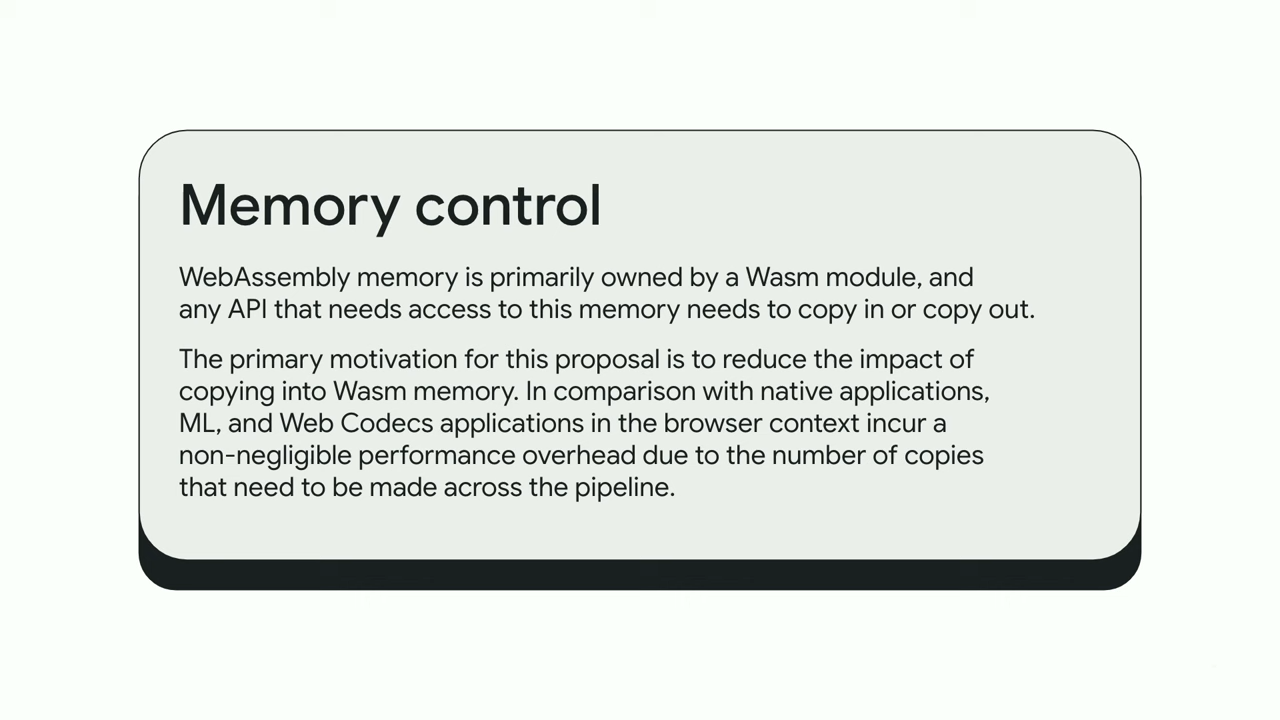 Memory control
WebAssembly memory is primarily owned by a Wasm module, and
any API that needs access to this memory needs to copy in or copy out.
The primary motivation for this proposal is to reduce the impact of
copying into Wasm memory. In comparison with native applications,
ML, and Web Codecs applications in the browser context incur a
non-negligible performance overhead due to the number of copies
that need to be made across the pipeline.